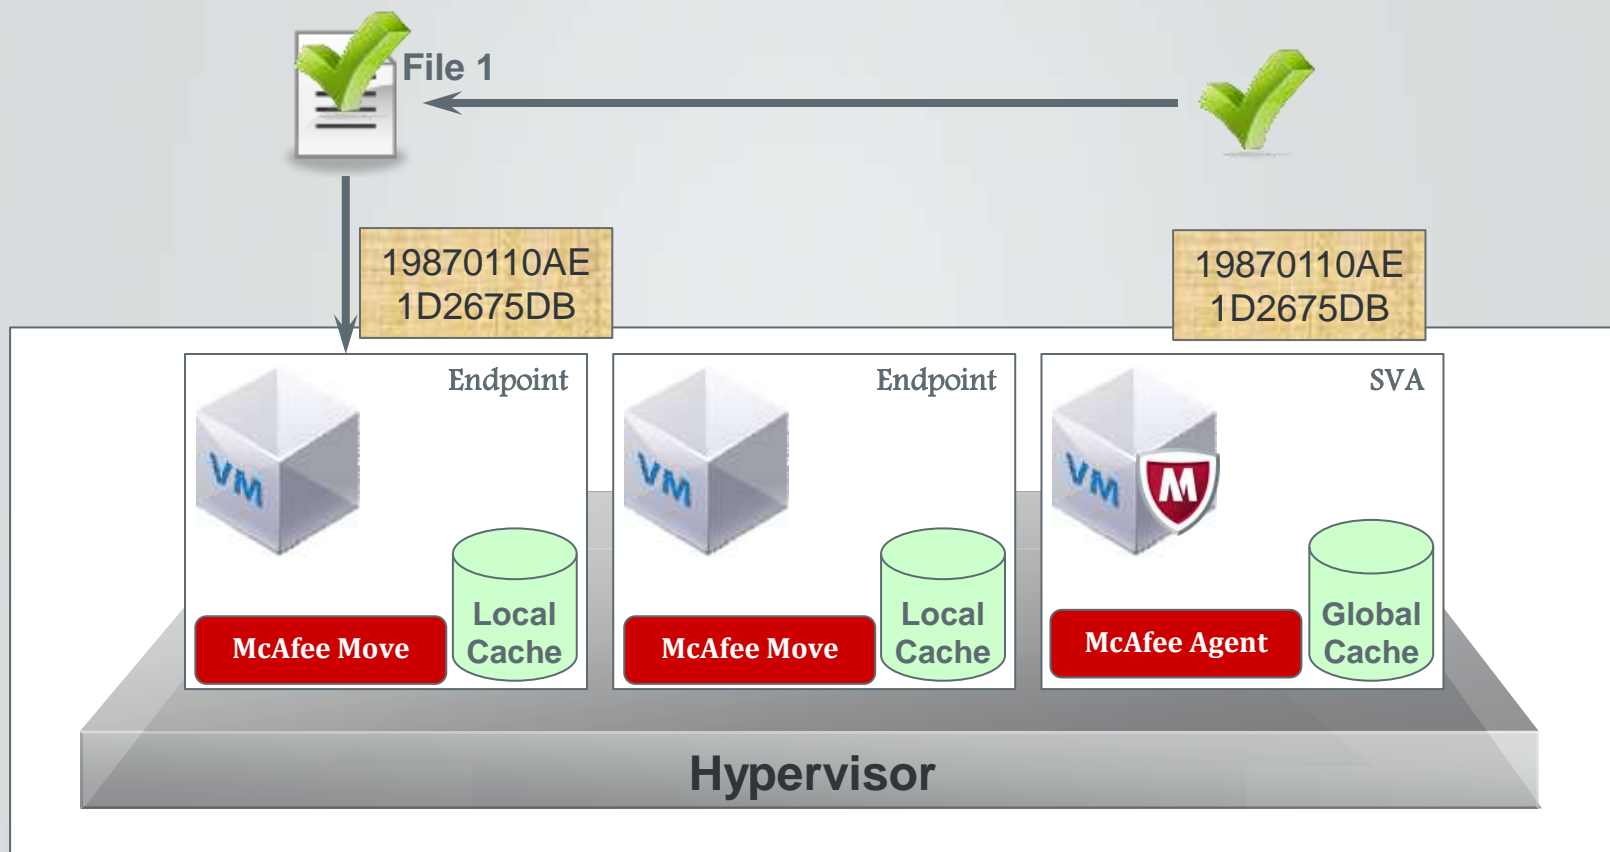 File 1
19870110AE
1D2675DB
19870110AE
1D2675DB
Endpoint
VM
McAfee Move
Local
Cache
Endpoint
VM
McAfee Move
Local
Cache
SVA
VM
M
McAfee Agent
Global
Cache
Hypervisor